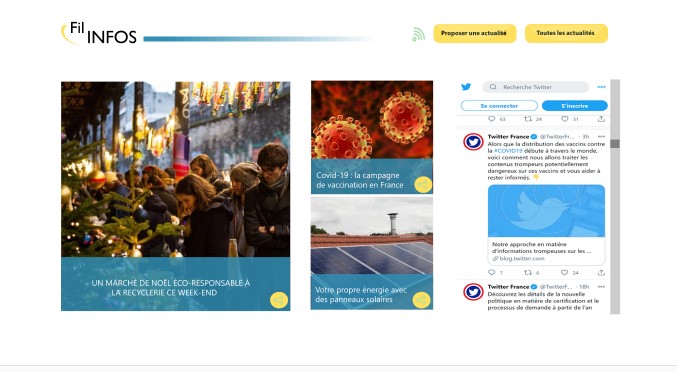 Fil
INFOS
Proposer une actualité
Toutes les actualités
UN MARCHÉ DE NOËL ÉCO-RESPONSABLE À
LA RECYCLERIE CE WEEK-END
Covid-19 : la campagne
de vaccination en France
Votre propre énergie avec
des panneaux solaires
Recherche Twitter
Se connecter
S'inscrire
63 24 31
Twitter France @TwitterFr... · 3h
Alors que la distribution des vaccins contre
la #COVID19 débute à travers le monde,
voici comment nous allons traiter les
contenus trompeurs potentiellement
dangereux sur ces vaccins et vous aider à
rester informés. 👇
Notre approche en matière
d'informations trompeuses sur les ...
blog.twitter.com
7 6 24
Twitter France @TwitterF... · 18h
Découvrez les détails de la nouvelle
politique en matière de certification et le
processus de demande à partir de l'an